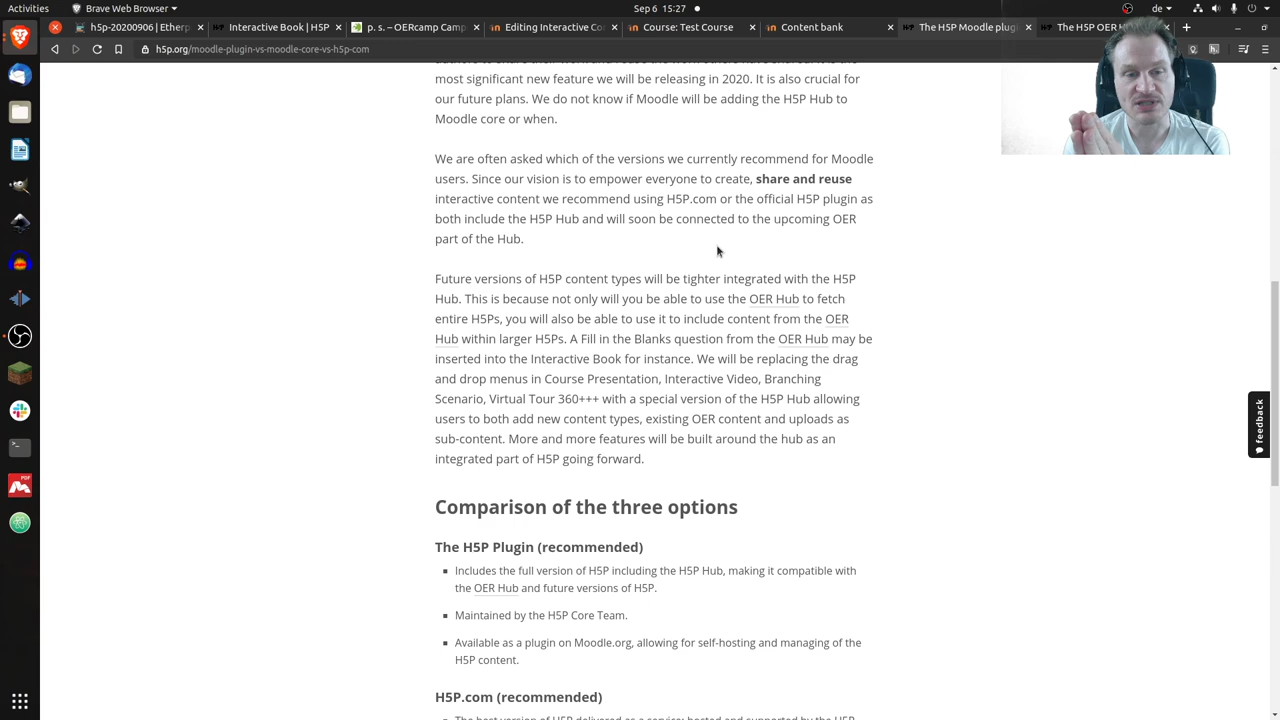 Activities
Brave Web Browser
Sep 6 15:27
h5p-20200906 | Etherp
Interactive Book | H5P
p. s. – OERcamp Camp
Editing Interactive Co
Course: Test Course
Content bank
The H5P Moodle plugin
The H5P OER H
h5p.org/moodle-plugin-vs-moodle-core-vs-h5p-com
most significant new feature we will be releasing in 2020. It is also crucial for
our future plans. We do not know if Moodle will be adding the H5P Hub to
Moodle core or when.
We are often asked which of the versions we currently recommend for Moodle
users. Since our vision is to empower everyone to create, share and reuse
interactive content we recommend using H5P.com or the official H5P plugin as
both include the H5P Hub and will soon be connected to the upcoming OER
part of the Hub.
Future versions of H5P content types will be tighter integrated with the H5P
Hub. This is because not only will you be able to use the OER Hub to fetch
entire H5Ps, you will also be able to use it to include content from the OER
Hub within larger H5Ps. A Fill in the Blanks question from the OER Hub may be
inserted into the Interactive Book for instance. We will be replacing the drag
and drop menus in Course Presentation, Interactive Video, Branching
Scenario, Virtual Tour 360+++ with a special version of the H5P Hub allowing
users to both add new content types, existing OER content and uploads as
sub-content. More and more features will be built around the hub as an
integrated part of H5P going forward.
Comparison of the three options
The H5P Plugin (recommended)
Includes the full version of H5P including the H5P Hub, making it compatible with
the OER Hub and future versions of H5P.
Maintained by the H5P Core Team.
Available as a plugin on Moodle.org, allowing for self-hosting and managing of the
H5P content.
H5P.com (recommended)
feedback
PDF